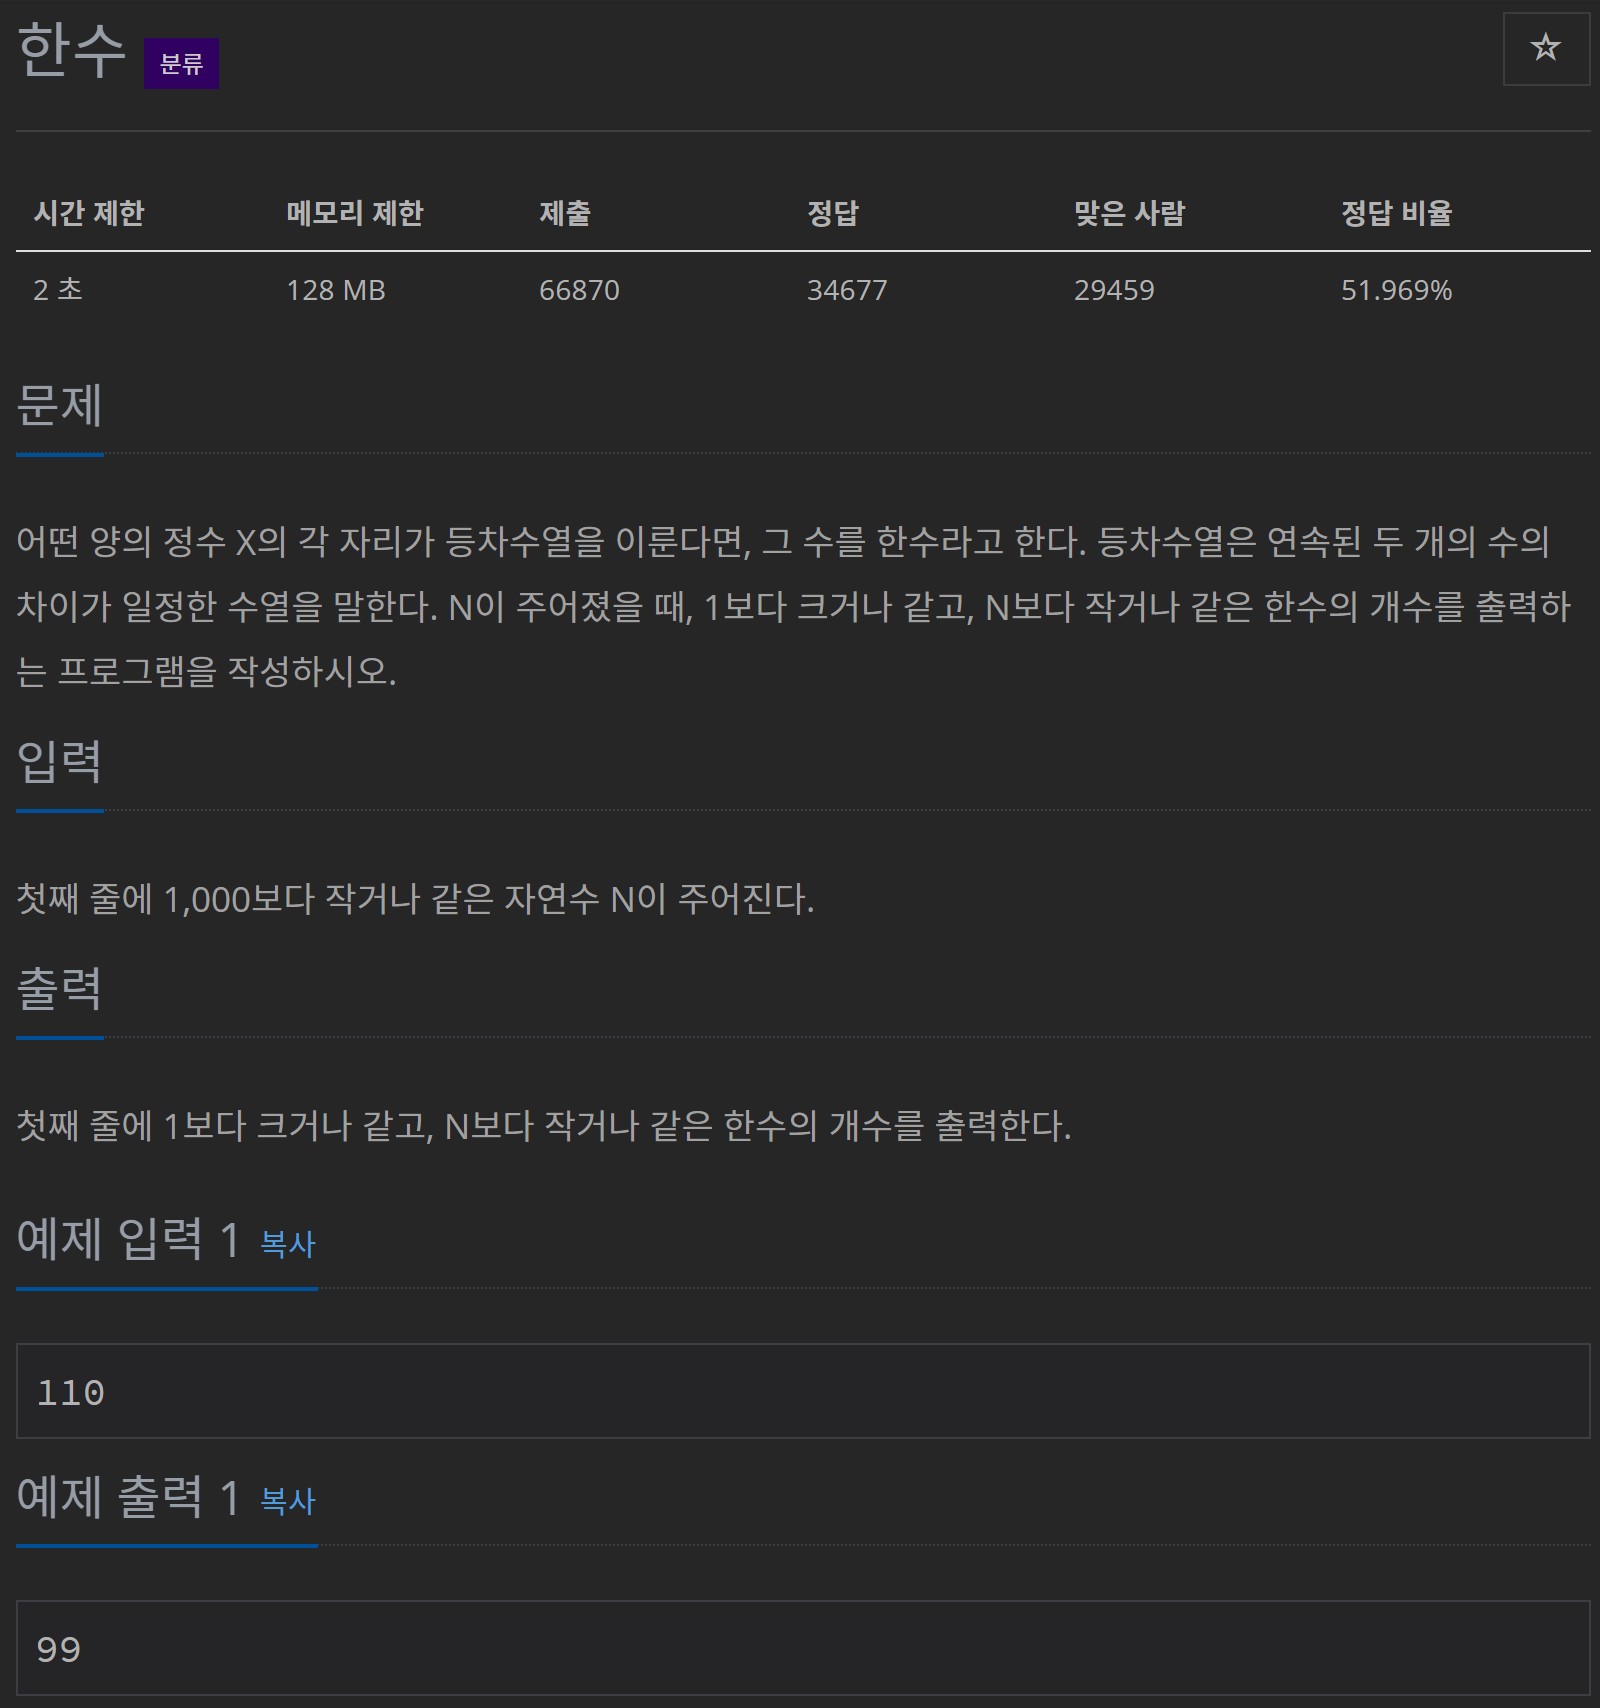 한수 분류 ☆
시간 제한 메모리 제한 제출 정답 맞은 사람 정답 비율
2 초 128 MB 66870 34677 29459 51.969%
문제
어떤 양의 정수 X의 각 자리가 등차수열을 이룬다면, 그 수를 한수라고 한다. 등차수열은 연속된 두 개의 수의
차이가 일정한 수열을 말한다. N이 주어졌을 때, 1보다 크거나 같고, N보다 작거나 같은 한수의 개수를 출력하
는 프로그램을 작성하시오.
입력
첫째 줄에 1,000보다 작거나 같은 자연수 N이 주어진다.
출력
첫째 줄에 1보다 크거나 같고, N보다 작거나 같은 한수의 개수를 출력한다.
예제 입력 1 복사
110
예제 출력 1 복사
99